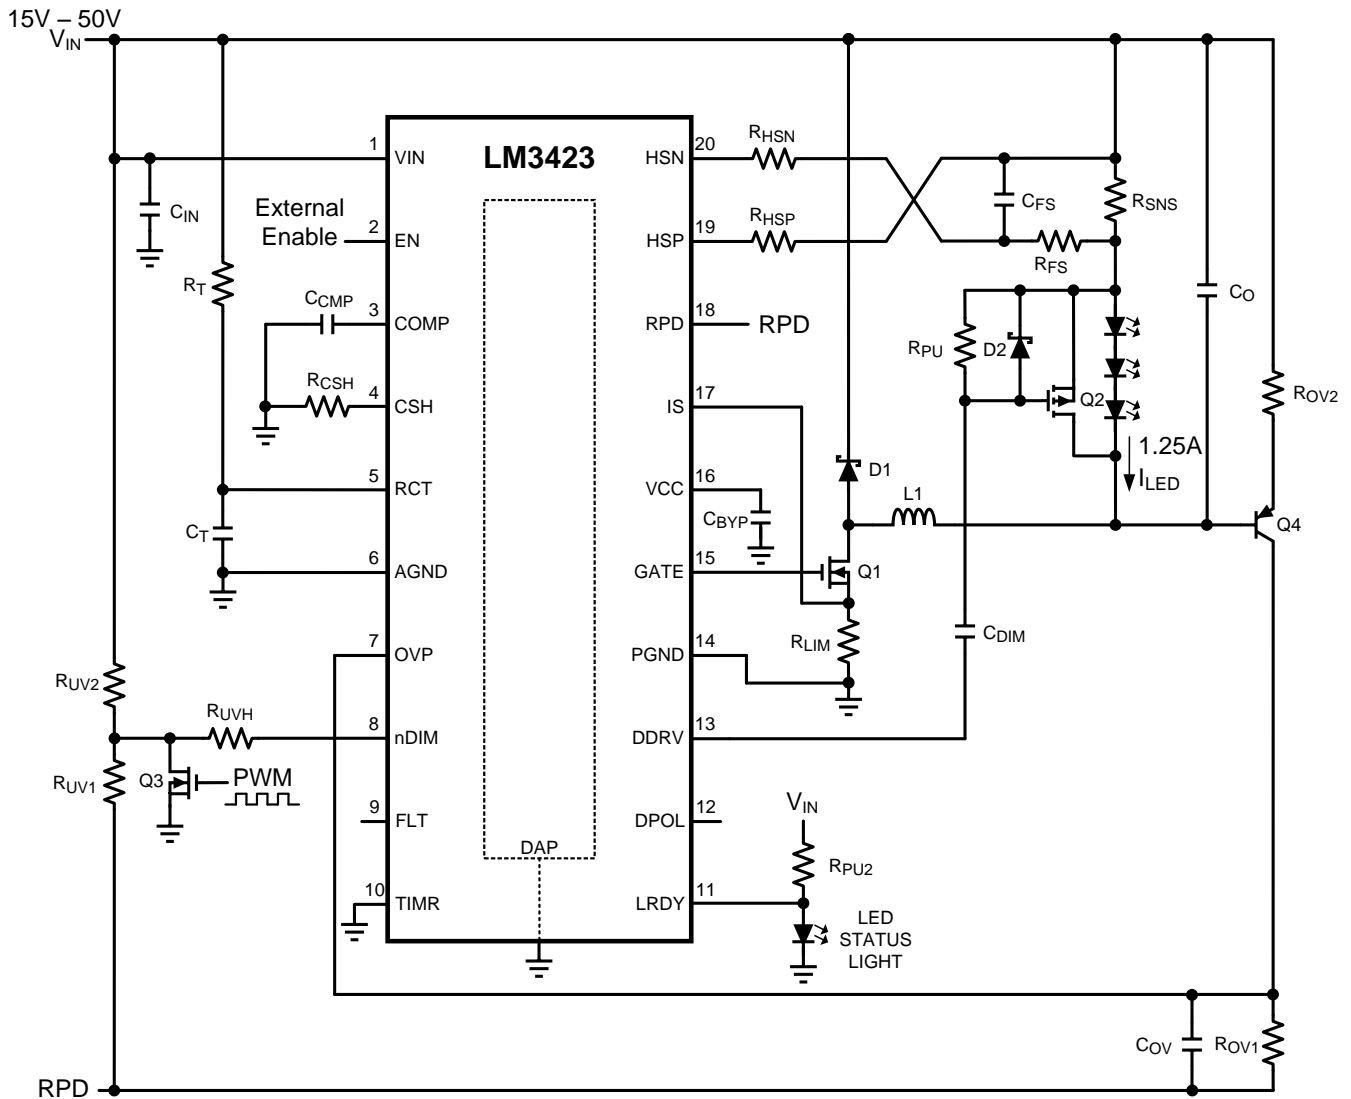 15V – 50V
VIN
LM3423
1 VIN
2 EN
3 COMP
4 CSH
5 RCT
6 AGND
7 OVP
8 nDIM
9 FLT
10 TIMR
DAP
20 HSN
19 HSP
18 RPD
17 IS
16 VCC
15 GATE
14 PGND
13 DDRV
12 DPOL
11 LRDY
CIN
External
Enable
RT
CCMP
RCSH
CT
RUV2
RUVH
RUV1
Q3
PWM
RPD
RHSN
RHSP
CFS
RSNS
RFS
RPD
RPU
D2
Q2
CO
ROV2
1.25A
ILED
D1
L1
Q4
CBYP
Q1
RLIM
CDIM
VIN
RPU2
LED
STATUS
LIGHT
COV
ROV1